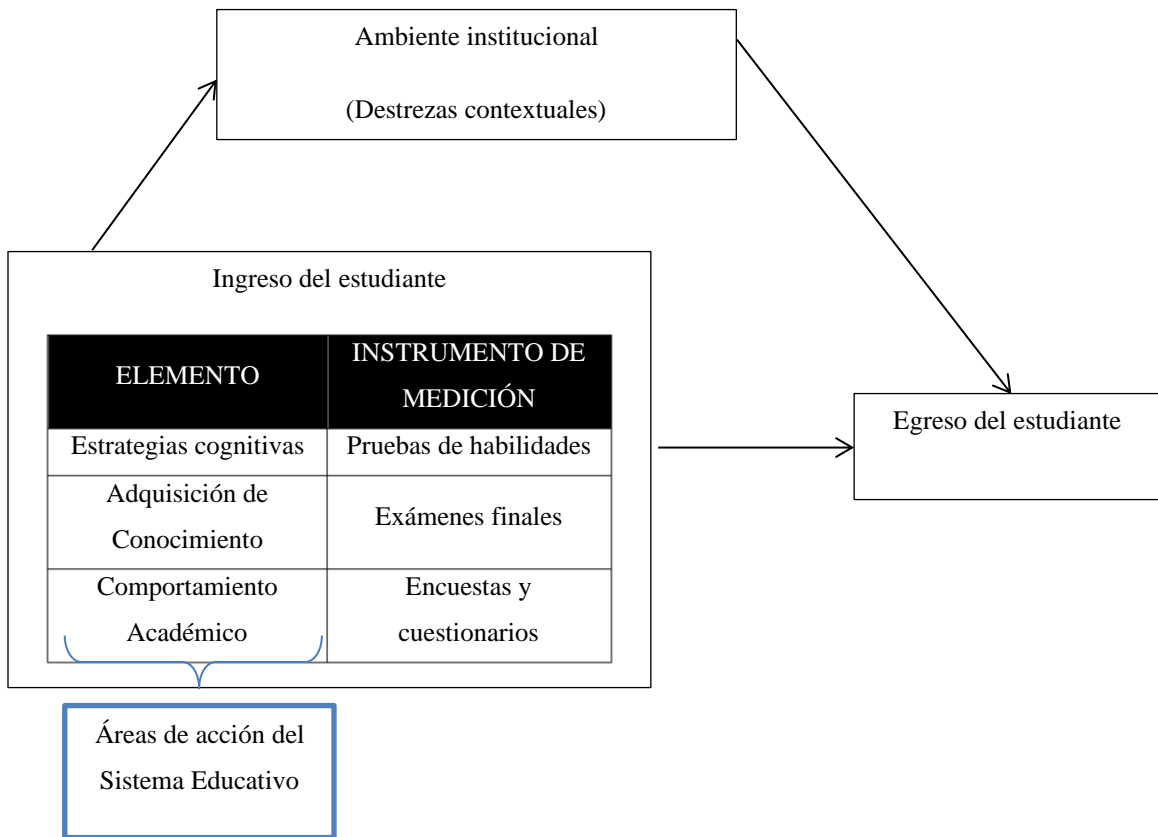 Ambiente institucional
(Destrezas contextuales)
Ingreso del estudiante
ELEMENTO
INSTRUMENTO DE
MEDICIÓN
Estrategias cognitivas
Pruebas de habilidades
Adquisición de
Conocimiento
Exámenes finales
Comportamiento
Académico
Encuestas y
cuestionarios
Egreso del estudiante
Áreas de acción del
Sistema Educativo